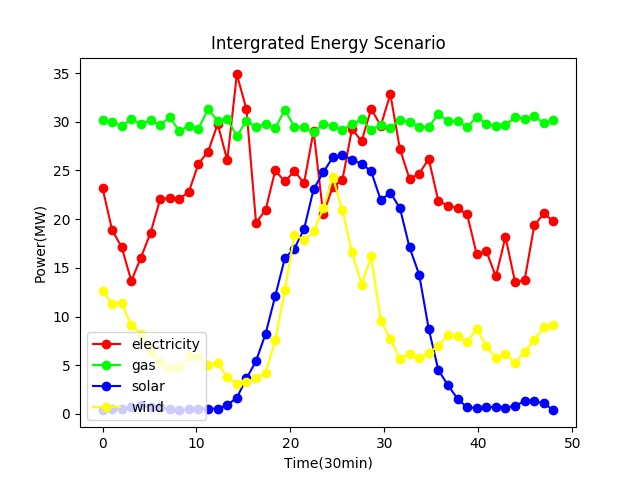 Intergrated Energy Scenario
Power(MW)
35
30
25
20
15
10
5
0
electricity
gas
solar
wind
0 10 20 30 40 50
Time(30min)